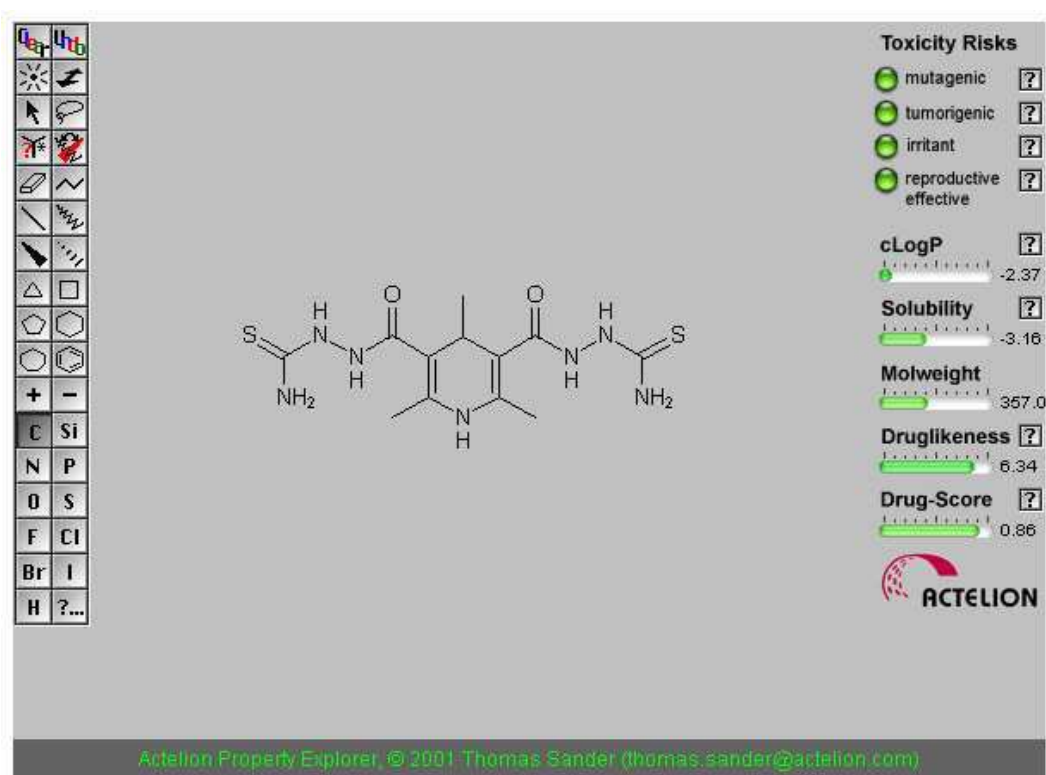 Clear Undo
Toxicity Risks
mutagenic ?
tumorigenic ?
irritant ?
reproductive ?
effective
cLogP ?
-2.37
Solubility ?
-3.16
Molweight
357.0
Druglikeness ?
6.34
Drug-Score ?
0.86
ACTELION
?
*
+ −
C Si
N P
O S
F Cl
Br I
H ?...
O O
H H
S N N S
N N
H H
NH2 NH2
N
H
Actelion Property Explorer, © 2001 Thomas Sander (thomas.sander@actelion.com)